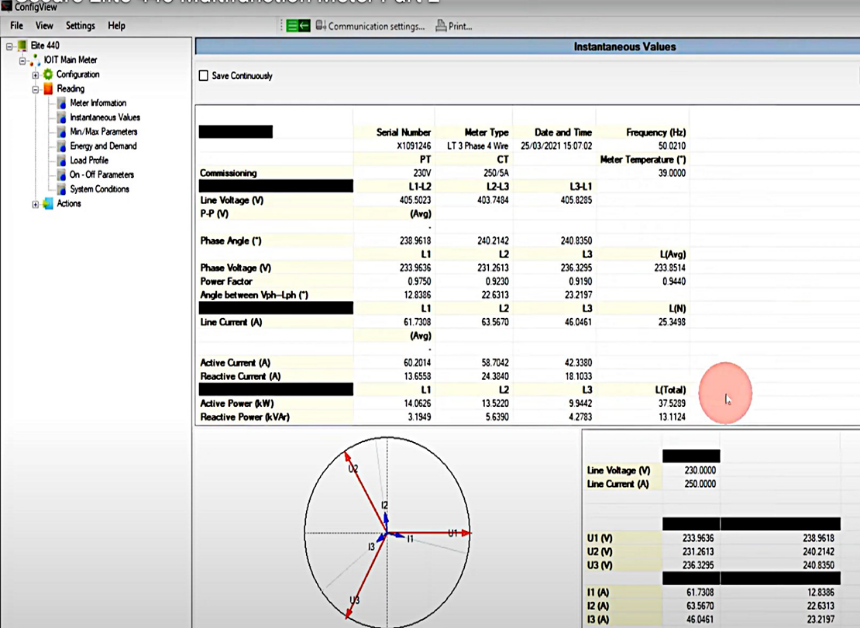 ConfigView
File View Settings Help Communication settings... Print...
Elite 440
IOIT Main Meter
Configuration
Reading
Meter Information
Instantaneous Values
Min/Max Parameters
Energy and Demand
Load Profile
On - Off Parameters
System Conditions
Actions
Instantaneous Values
Save Continuously
Serial Number Meter Type Date and Time Frequency (Hz)
X1091246 LT 3 Phase 4 Wire 25/03/2021 15:07:02 50.0210
PT CT Meter Temperature (°)
Commissioning 230V 250/5A 39.0000
L1-L2 L2-L3 L3-L1
Line Voltage (V) 405.5023 403.7484 405.8285
P-P (V) (Avg)
-
Phase Angle (°) 238.9618 240.2142 240.8350
L1 L2 L3 L(Avg)
Phase Voltage (V) 233.9636 231.2613 236.3295 233.8514
Power Factor 0.9750 0.9230 0.9190 0.9440
Angle between Vph--Lph (°) 12.8386 22.6313 23.2197
L1 L2 L3 L(N)
Line Current (A) 61.7308 63.5670 46.0461 25.3498
(Avg)
-
Active Current (A) 60.2014 58.7042 42.3380
Reactive Current (A) 13.6558 24.3840 18.1033
L1 L2 L3 L(Total)
Active Power (kW) 14.0626 13.5220 9.9442 37.5289
Reactive Power (kVAr) 3.1949 5.6390 4.2783 13.1124
U2
I2
U1
I1
I3
U3
Line Voltage (V) 230.0000
Line Current (A) 250.0000
U1 (V) 233.9636 238.9618
U2 (V) 231.2613 240.2142
U3 (V) 236.3295 240.8350
I1 (A) 61.7308 12.8386
I2 (A) 63.5670 22.6313
I3 (A) 46.0461 23.2197